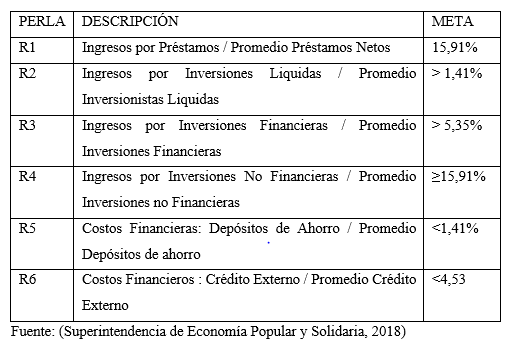 PERLA DESCRIPCIÓN META
R1 Ingresos por Préstamos / Promedio Préstamos Netos 15,91%
R2 Ingresos por Inversiones Liquidas / Promedio > 1,41%
Inversionistas Liquidas
R3 Ingresos por Inversiones Financieras / Promedio > 5,35%
Inversiones Financieras
R4 Ingresos por Inversiones No Financieras / Promedio ≥15,91%
Inversiones no Financieras
R5 Costos Financieras: Depósitos de Ahorro / Promedio <1,41%
Depósitos de ahorro
R6 Costos Financieros : Crédito Externo / Promedio Crédito <4,53
Externo
Fuente: (Superintendencia de Economía Popular y Solidaria, 2018)